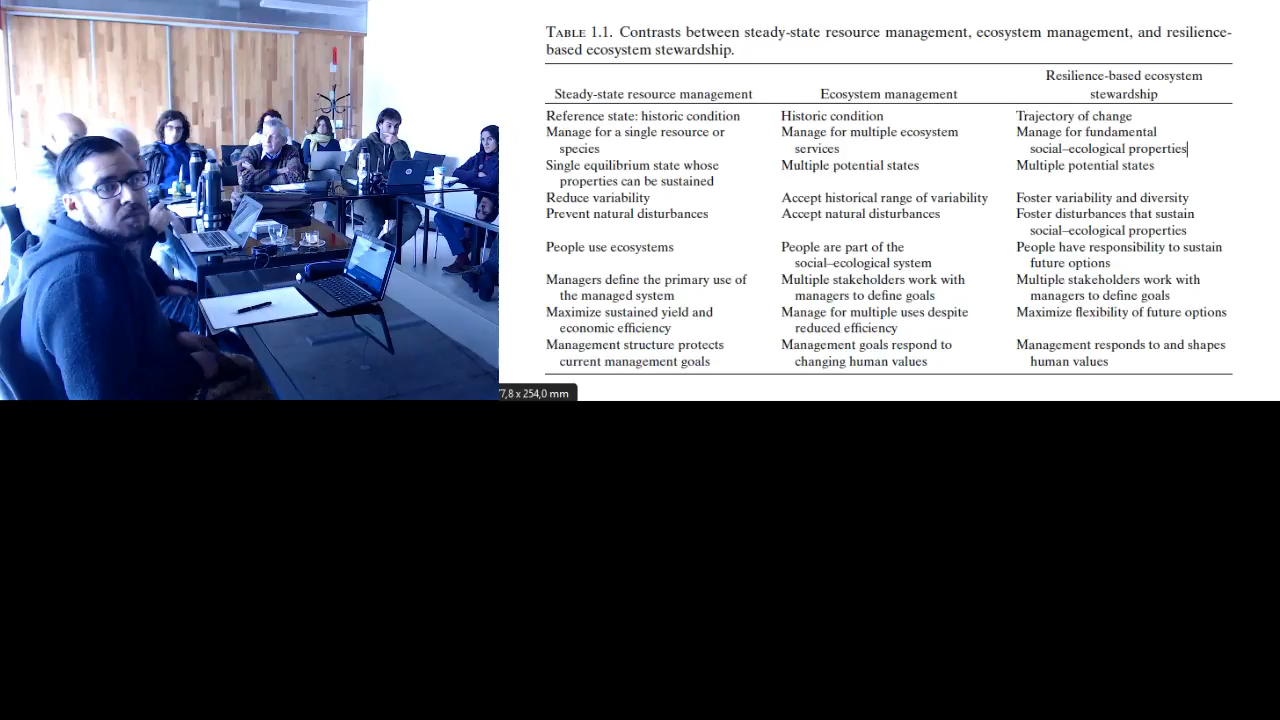 TABLE 1.1. Contrasts between steady-state resource management, ecosystem management, and resilience-
based ecosystem stewardship.
Resilience-based ecosystem
Steady-state resource management Ecosystem management stewardship
Reference state: historic condition Historic condition Trajectory of change
Manage for a single resource or Manage for multiple ecosystem Manage for fundamental
species services social–ecological properties
Single equilibrium state whose Multiple potential states Multiple potential states
properties can be sustained
Reduce variability Accept historical range of variability Foster variability and diversity
Prevent natural disturbances Accept natural disturbances Foster disturbances that sustain
social–ecological properties
People use ecosystems People are part of the People have responsibility to sustain
social–ecological system future options
Managers define the primary use of Multiple stakeholders work with Multiple stakeholders work with
the managed system managers to define goals managers to define goals
Maximize sustained yield and Manage for multiple uses despite Maximize flexibility of future options
economic efficiency reduced efficiency
Management structure protects Management goals respond to Management responds to and shapes
current management goals changing human values human values
7,8 x 254,0 mm